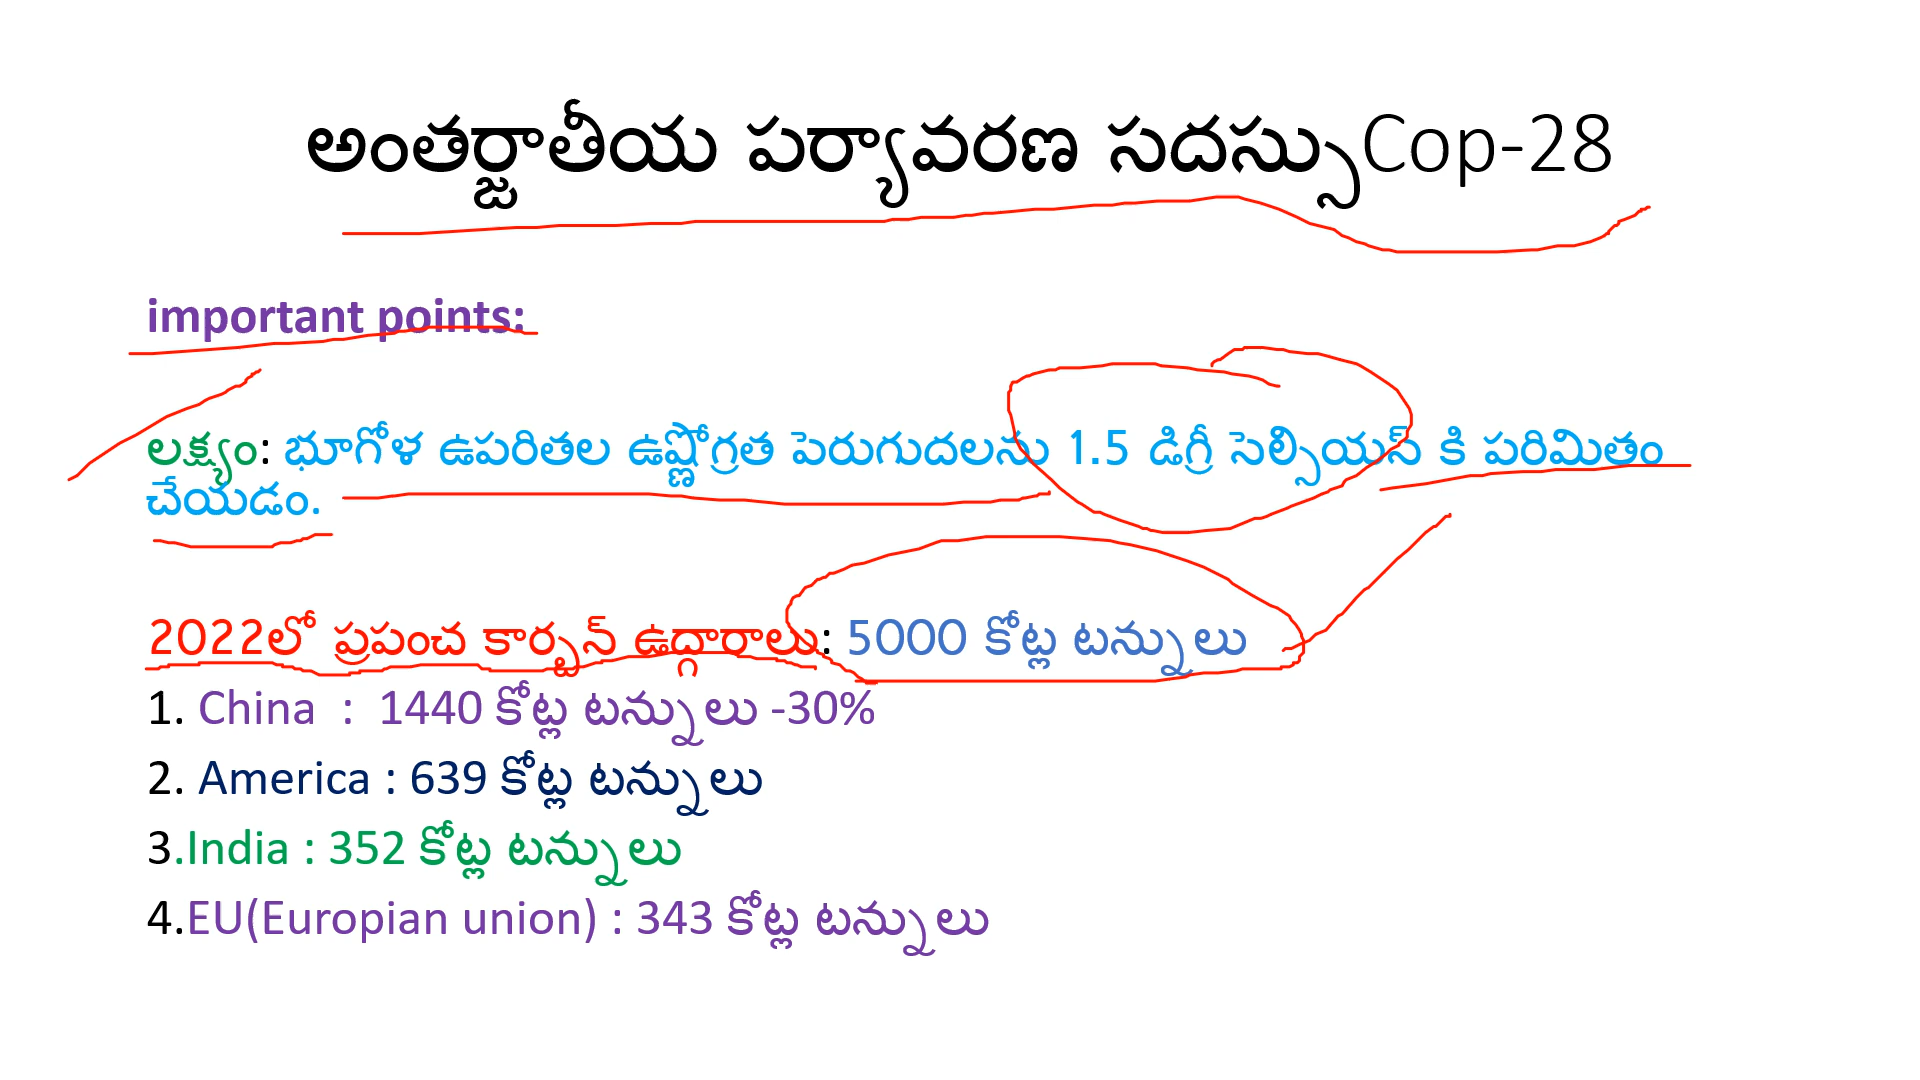 అంతర్జాతీయ పర్యావరణ సదస్సుCop-28
important points:
లక్ష్యం: భూగోళ ఉపరితల ఉష్ణోగ్రత పెరుగుదలను 1.5 డిగ్రీ సెల్సియస్ కి పరిమితం
చేయడం.
2022లో ప్రపంచ కార్బన్ ఉద్గారాలు: 5000 కోట్ల టన్నులు
1. China : 1440 కోట్ల టన్నులు -30%
2. America : 639 కోట్ల టన్నులు
3.India : 352 కోట్ల టన్నులు
4.EU(Europian union) : 343 కోట్ల టన్నులు